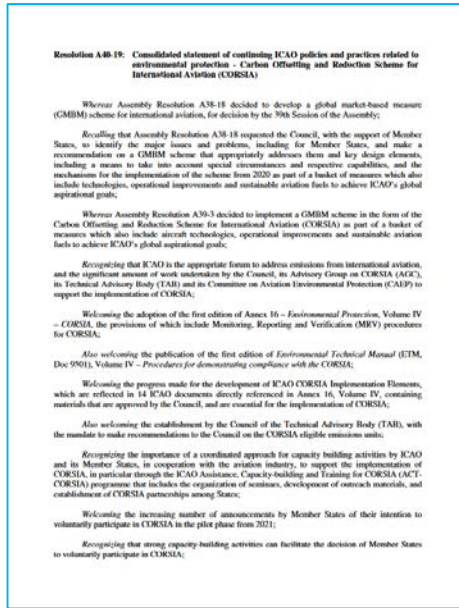 Resolution A40-19: Consolidated statement of continuing ICAO policies and practices related to
environmental protection - Carbon Offsetting and Reduction Scheme for
International Aviation (CORSIA)
Whereas Assembly Resolution A38-18 decided to develop a global market-based measure
(GMBM) scheme for international aviation, for decision by the 39th Session of the Assembly;
Recalling that Assembly Resolution A38-18 requested the Council, with the support of Member
States, to identify the major issues and problems, including for Member States, and make a
recommendation on a GMBM scheme that appropriately addresses them and key design elements,
including a means to take into account special circumstances and respective capabilities, and the
mechanisms for the implementation of the scheme from 2020 as part of a basket of measures which also
include technologies, operational improvements and sustainable aviation fuels to achieve ICAO's global
aspirational goals;
Whereas Assembly Resolution A39-3 decided to implement a GMBM scheme in the form of the
Carbon Offsetting and Reduction Scheme for International Aviation (CORSIA) as part of a basket of
measures which also include aircraft technologies, operational improvements and sustainable aviation
fuels to achieve ICAO's global aspirational goals;
Recognizing that ICAO is the appropriate forum to address emissions from international aviation,
and the significant amount of work undertaken by the Council, its Advisory Group on CORSIA (AGC),
its Technical Advisory Body (TAB) and its Committee on Aviation Environmental Protection (CAEP) to
support the implementation of CORSIA;
Welcoming the adoption of the first edition of Annex 16 – Environmental Protection, Volume IV
– CORSIA, the provisions of which include Monitoring, Reporting and Verification (MRV) procedures
for CORSIA;
Also welcoming the publication of the first edition of Environmental Technical Manual (ETM,
Doc 9501), Volume IV – Procedures for demonstrating compliance with the CORSIA;
Welcoming the progress made for the development of ICAO CORSIA Implementation Elements,
which are reflected in 14 ICAO documents directly referenced in Annex 16, Volume IV, containing
materials that are approved by the Council, and are essential for the implementation of CORSIA;
Also welcoming the establishment by the Council of the Technical Advisory Body (TAB), with
the mandate to make recommendations to the Council on the CORSIA eligible emissions units;
Recognizing the importance of a coordinated approach for capacity building activities by ICAO
and its Member States, in cooperation with the aviation industry, to support the implementation of
CORSIA, in particular through the ICAO Assistance, Capacity-building and Training for CORSIA (ACT-
CORSIA) programme that includes the organization of seminars, development of outreach materials, and
establishment of CORSIA partnerships among States;
Welcoming the increasing number of announcements by Member States of their intention to
voluntarily participate in CORSIA in the pilot phase from 2021;
Recognizing that strong capacity-building activities can facilitate the decision of Member States
to voluntarily participate in CORSIA;